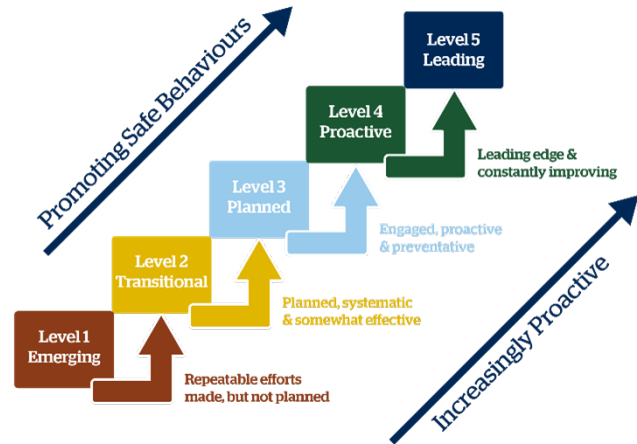 Promoting Safe Behaviours
Level 5
Leading
Level 4
Proactive
Leading edge &
constantly improving
Level 3
Planned
Engaged, proactive
& preventative
Level 2
Transitional
Planned, systematic
& somewhat effective
Level 1
Emerging
Repeatable efforts
made, but not planned
Increasingly Proactive